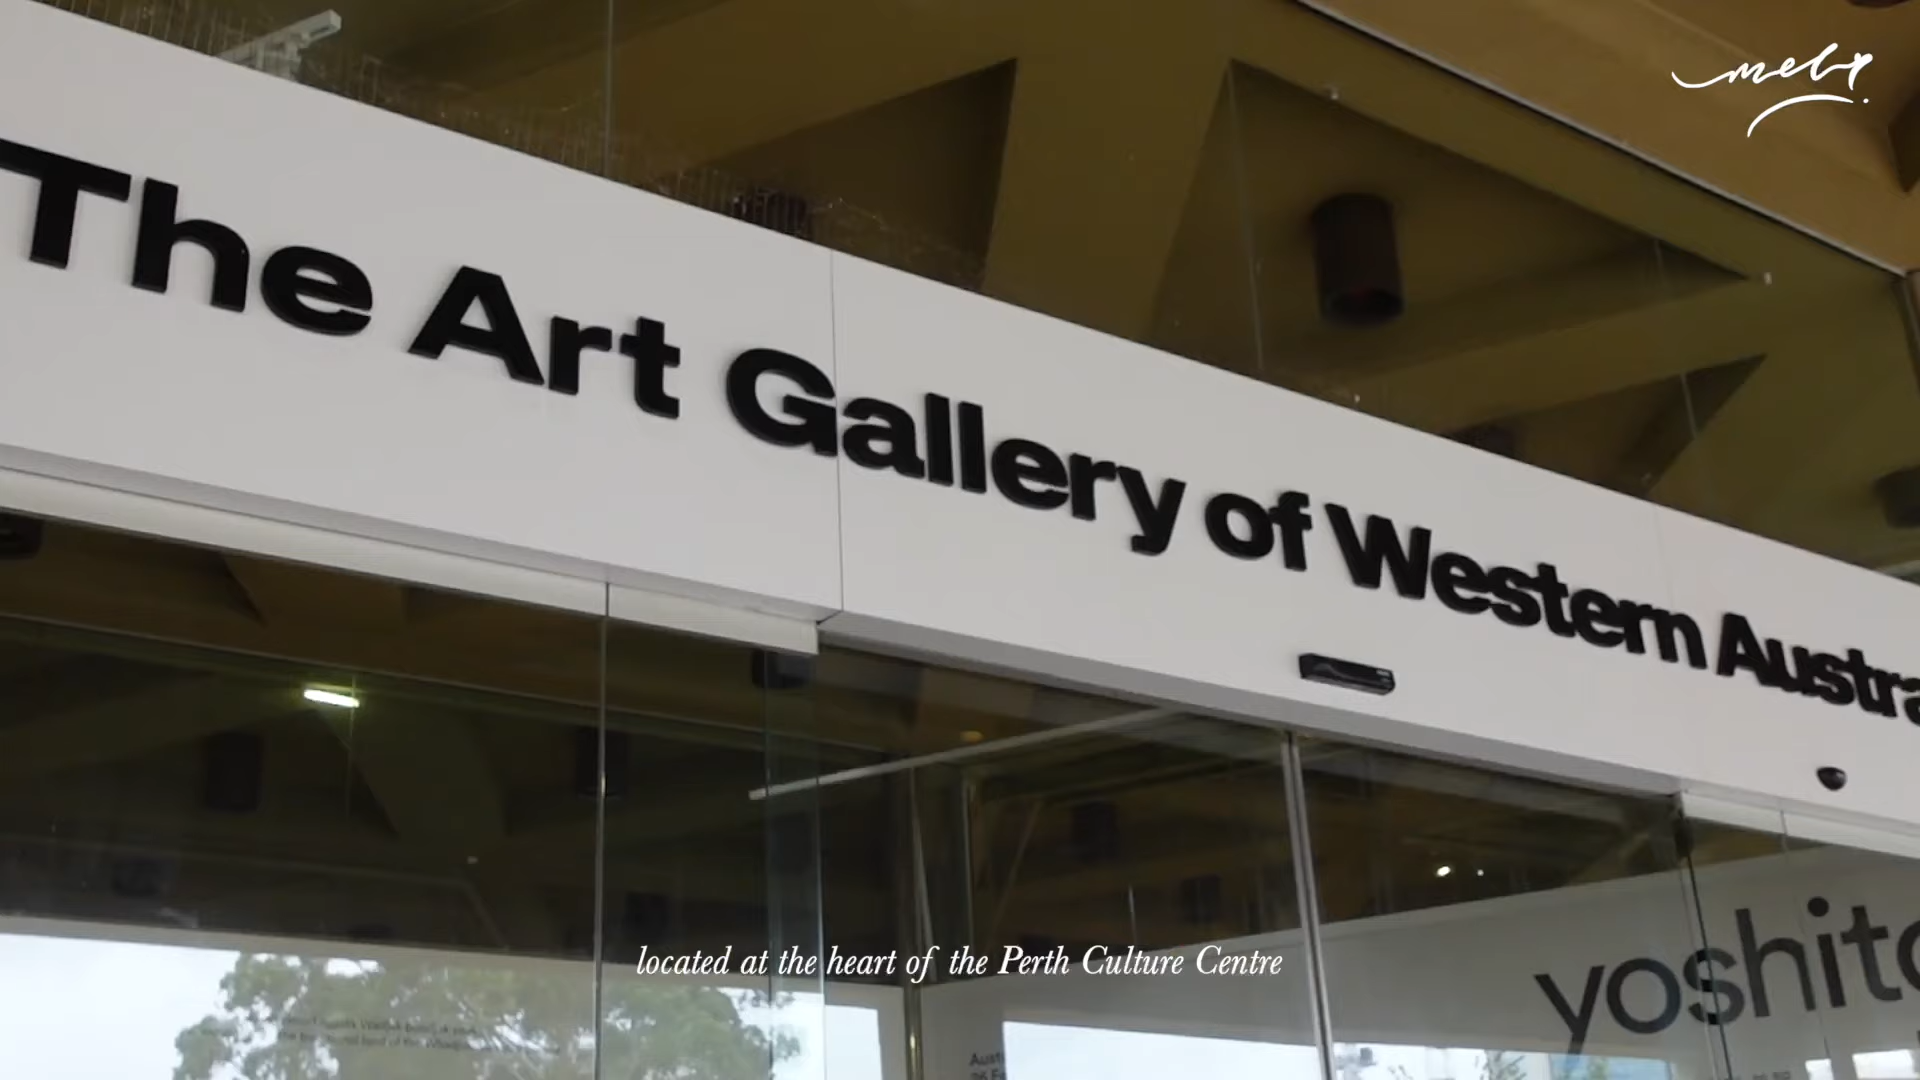 The Art Gallery of Western Austra
located at the heart of the Perth Culture Centre
yoshito